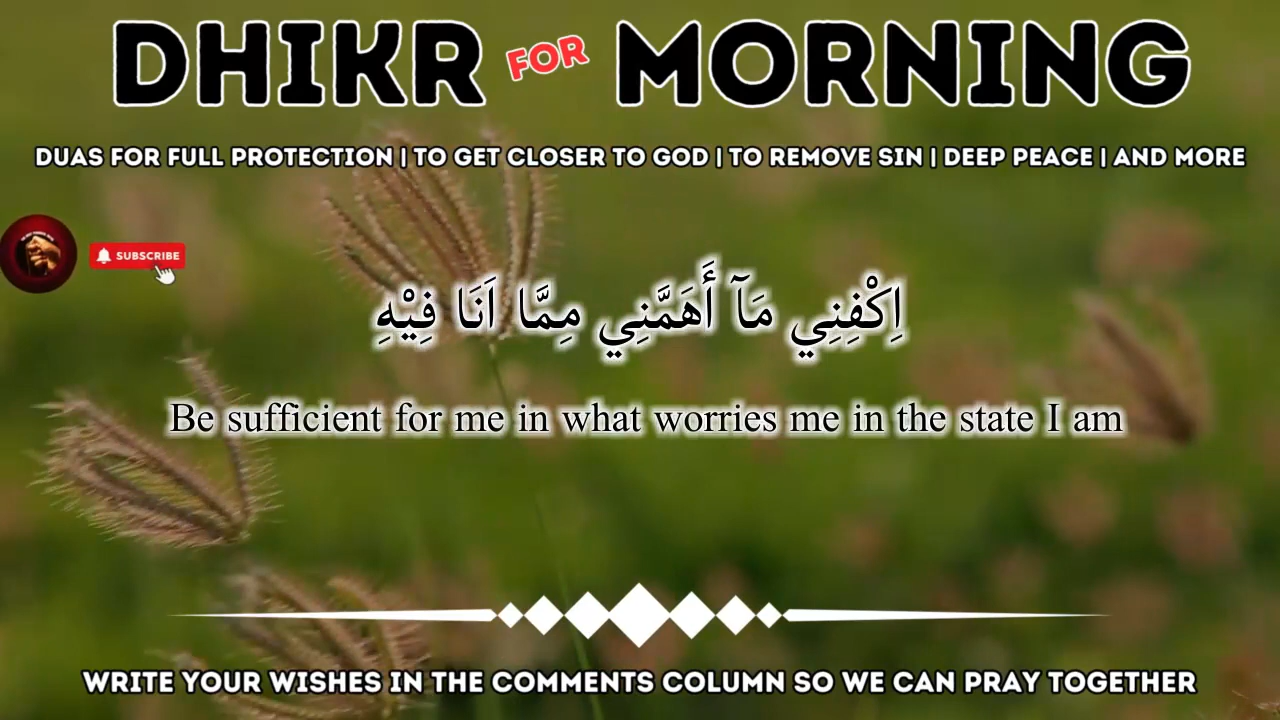 DHIKR FOR MORNING
DUAS FOR FULL PROTECTION | TO GET CLOSER TO GOD | TO REMOVE SIN | DEEP PEACE | AND MORE
SUBSCRIBE
اِكْفِنِي مَآ أَهَمَّنِي مِمَّا اَنَا فِيْهِ
Be sufficient for me in what worries me in the state I am
WRITE YOUR WISHES IN THE COMMENTS COLUMN SO WE CAN PRAY TOGETHER